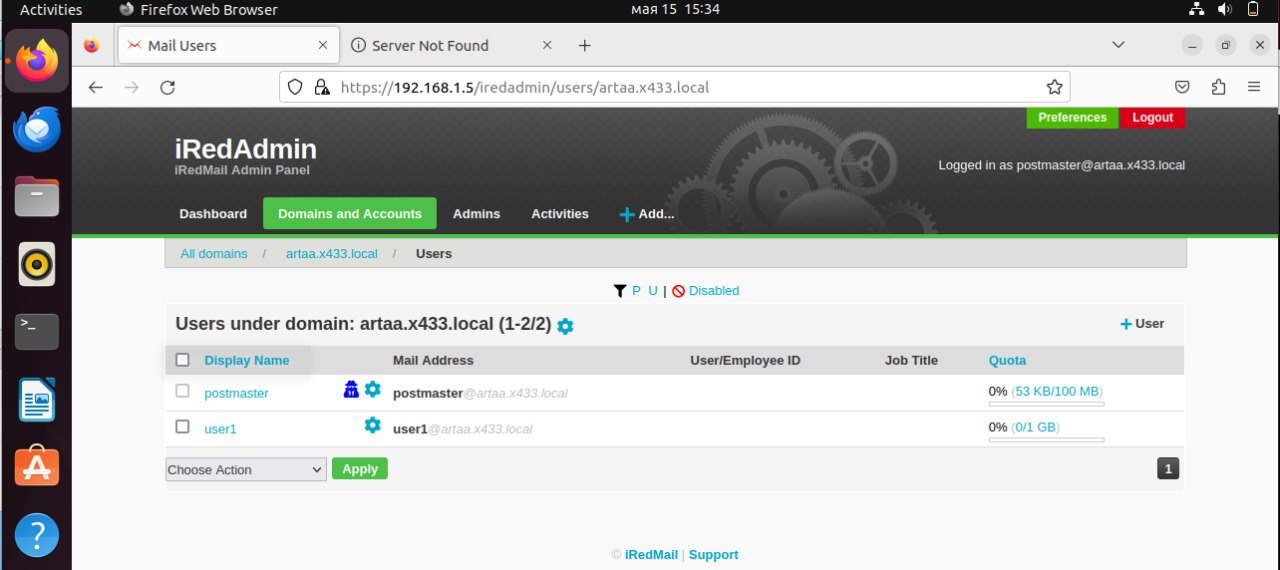 Activities Firefox Web Browser мая 15 15:34
Mail Users Server Not Found
https://192.168.1.5/iredadmin/users/artaa.x433.local
Preferences Logout
iRedAdmin
iRedMail Admin Panel
Logged in as postmaster@artaa.x433.local
Dashboard Domains and Accounts Admins Activities Add...
All domains / artaa.x433.local / Users
P U | Disabled
Users under domain: artaa.x433.local (1-2/2) + User
Display Name Mail Address User/Employee ID Job Title Quota
postmaster postmaster@artaa.x433.local 0% (53 KB/100 MB)
user1 user1@artaa.x433.local 0% (0/1 GB)
Choose Action Apply 1
© iRedMail | Support